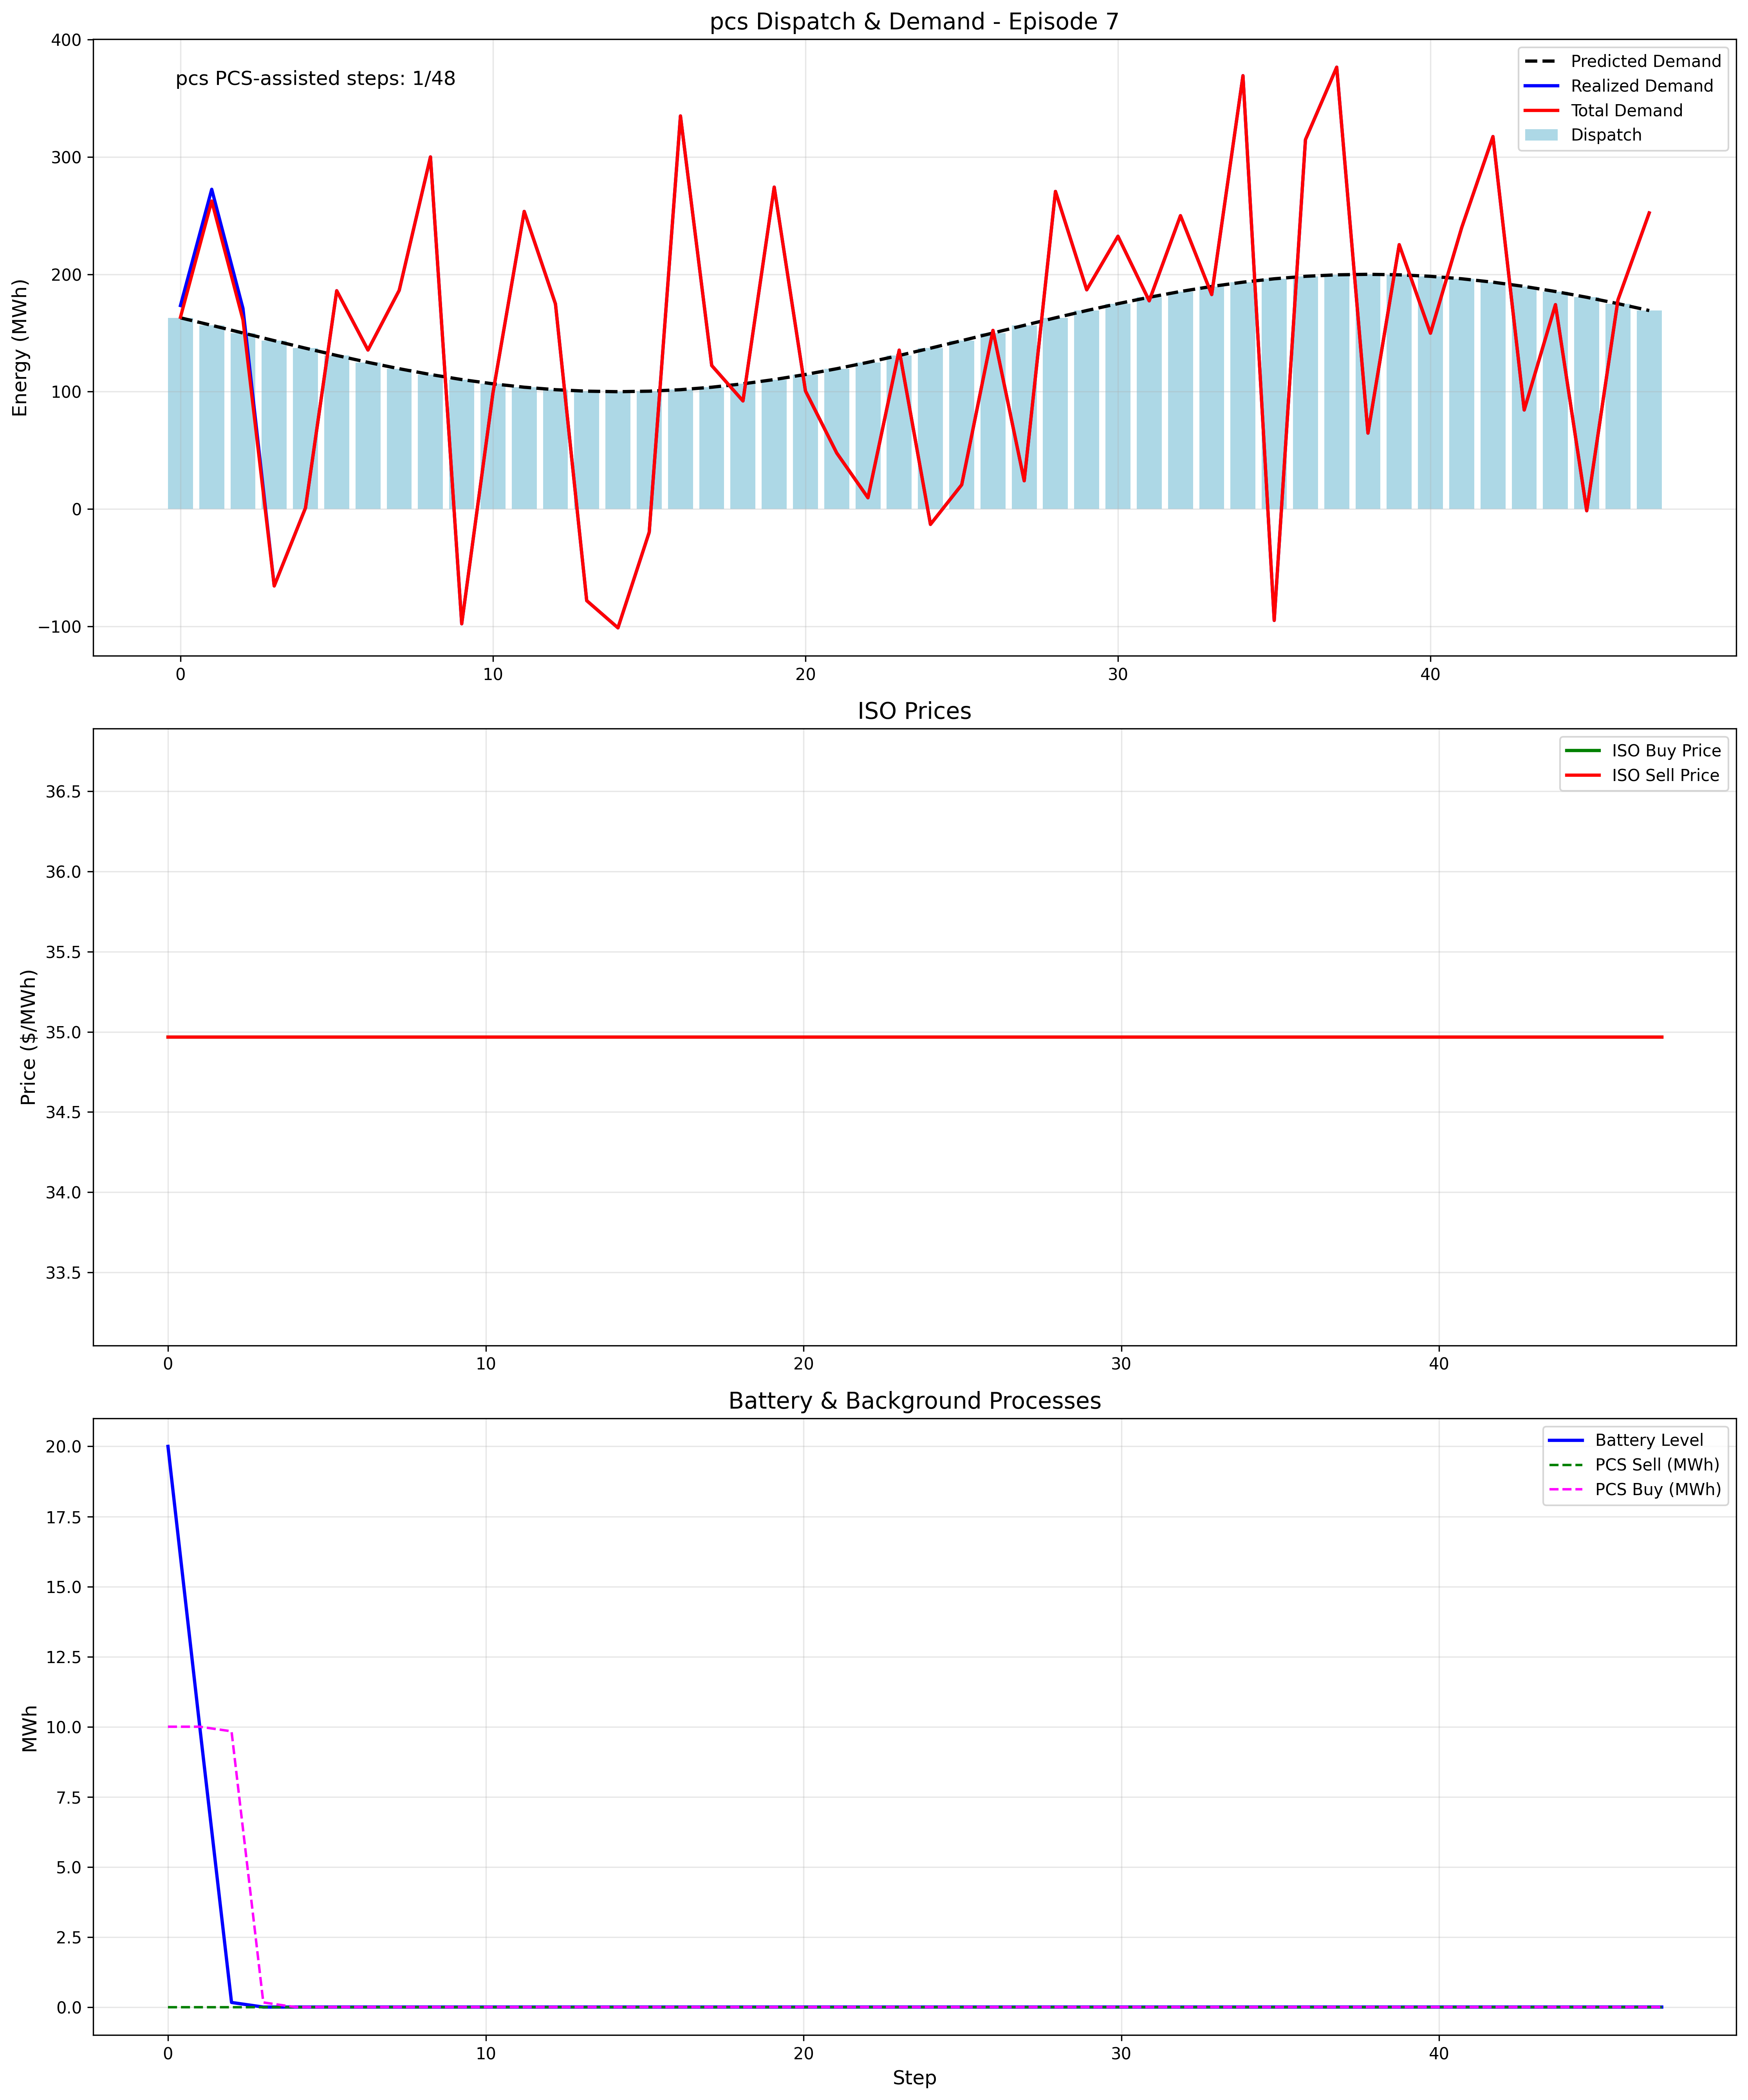 pcs Dispatch & Demand - Episode 7
pcs PCS-assisted steps: 1/48
Predicted Demand
Realized Demand
Total Demand
Dispatch
Energy (MWh)
400
300
200
100
0
−100
0 10 20 30 40
ISO Prices
ISO Buy Price
ISO Sell Price
Price ($/MWh)
36.5
36.0
35.5
35.0
34.5
34.0
33.5
0 10 20 30 40
Battery & Background Processes
Battery Level
PCS Sell (MWh)
PCS Buy (MWh)
MWh
20.0
17.5
15.0
12.5
10.0
7.5
5.0
2.5
0.0
0 10 20 30 40
Step